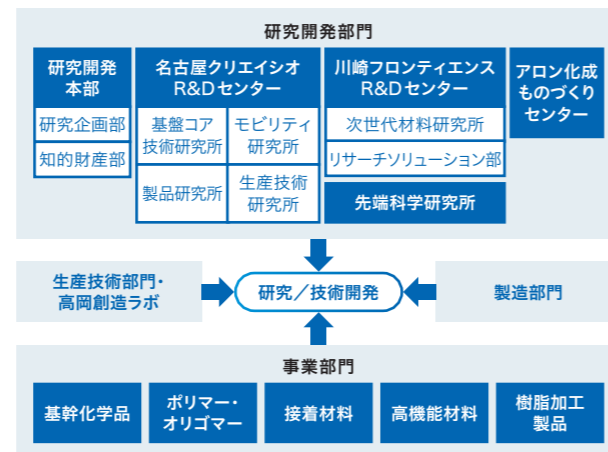 研究開発部門
研究開発
本部
研究企画部
知的財産部
名古屋クリエイシオ
R&Dセンター
基盤コア
技術研究所
モビリティ
研究所
製品研究所
生産技術
研究所
川崎フロンティエンス
R&Dセンター
次世代材料研究所
リサーチソリューション部
先端科学研究所
アロン化成
ものづくり
センター
生産技術部門・
高岡創造ラボ
研究／技術開発
製造部門
事業部門
基幹化学品
ポリマー・
オリゴマー
接着材料
高機能材料
樹脂加工
製品